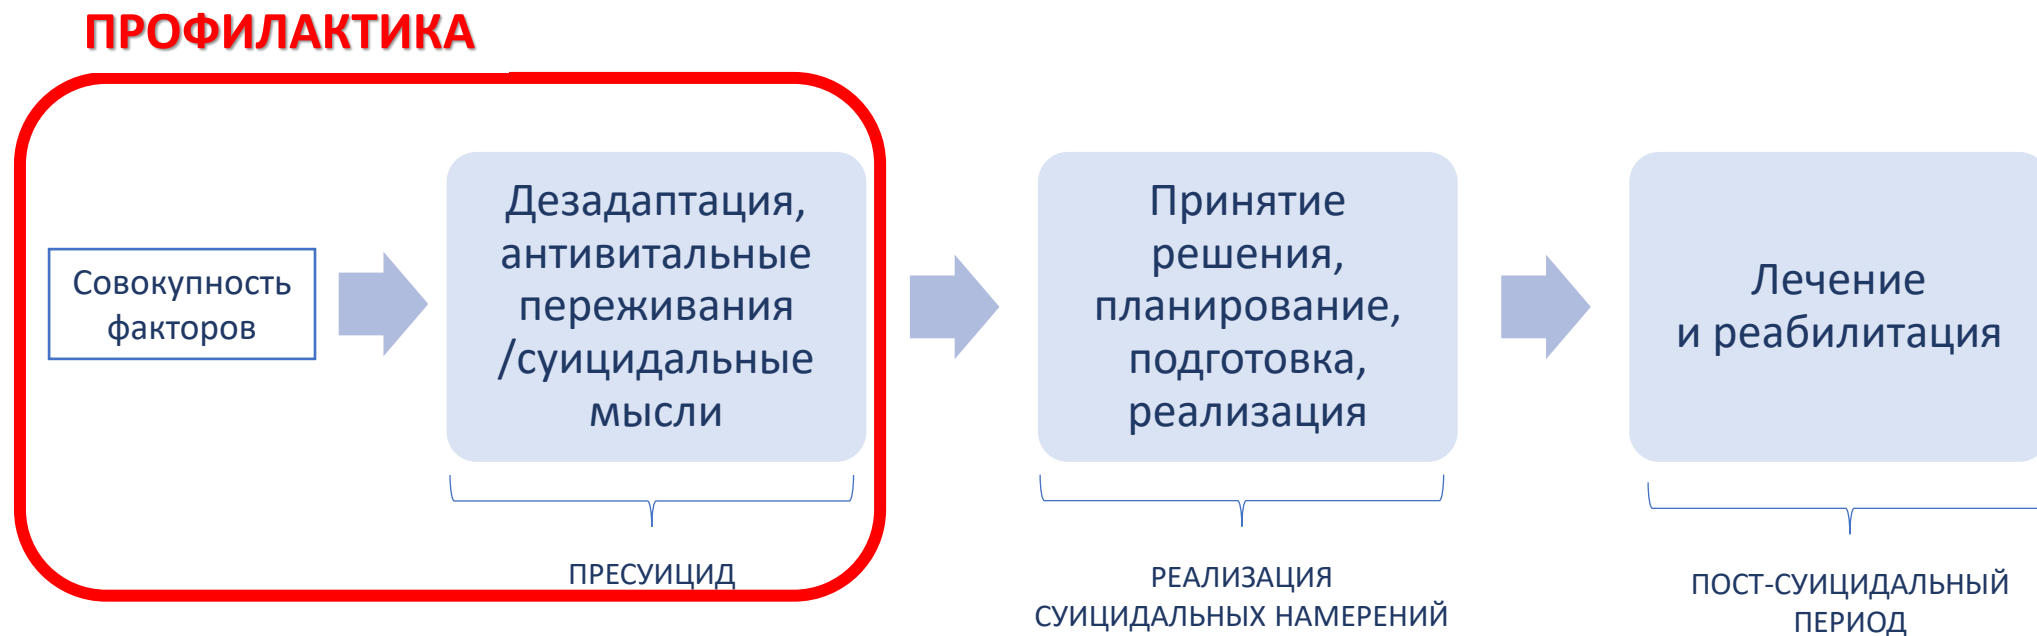 ПРОФИЛАКТИКА
Совокупность
факторов
Дезадаптация,
антивитальные
переживания
/суицидальные
мысли
ПРЕСУИЦИД
Принятие
решения,
планирование,
подготовка,
реализация
РЕАЛИЗАЦИЯ
СУИЦИДАЛЬНЫХ НАМЕРЕНИЙ
Лечение
и реабилитация
ПОСТ-СУИЦИДАЛЬНЫЙ
ПЕРИОД